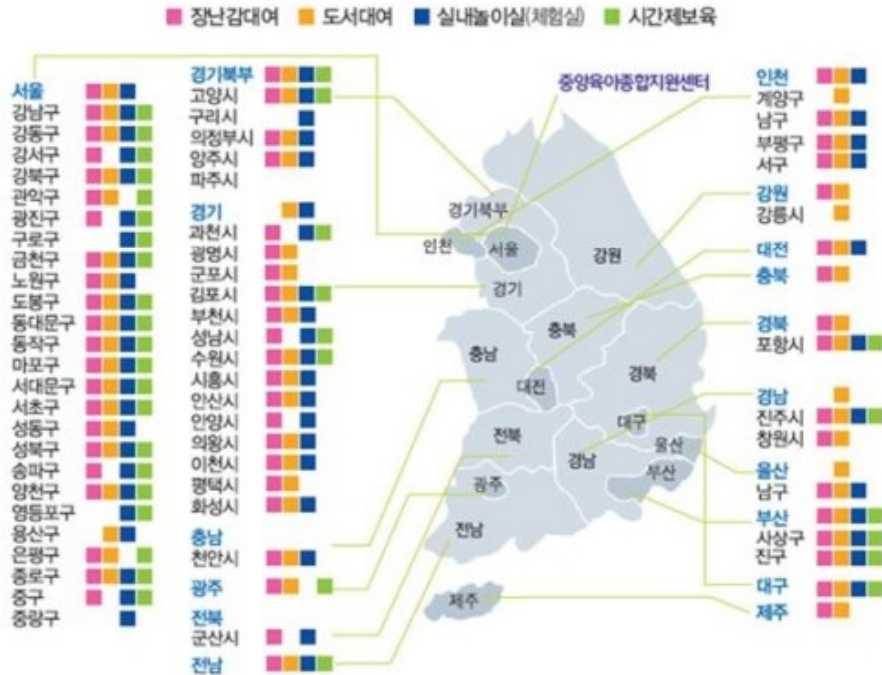 장난감대여 도서대여 실내놀이실(체험실) 시간제보육
서울
강남구
강동구
강서구
강북구
관악구
광진구
구로구
금천구
노원구
도봉구
동대문구
동작구
마포구
서대문구
서초구
성동구
성북구
송파구
양천구
영등포구
용산구
은평구
종로구
중구
중랑구
경기북부
고양시
구리시
의정부시
양주시
파주시
경기
과천시
광명시
군포시
김포시
부천시
성남시
수원시
시흥시
안산시
안양시
의왕시
이천시
평택시
화성시
충남
천안시
광주
전북
군산시
전남
중앙육아종합지원센터
경기북부
인천
서울
강원
경기
충북
충남
대전
경북
대구
전북
울산
경남
부산
광주
전남
제주
인천
계양구
남구
부평구
서구
강원
강릉시
대전
충북
경북
포항시
경남
진주시
창원시
울산
남구
부산
사상구
진구
대구
제주